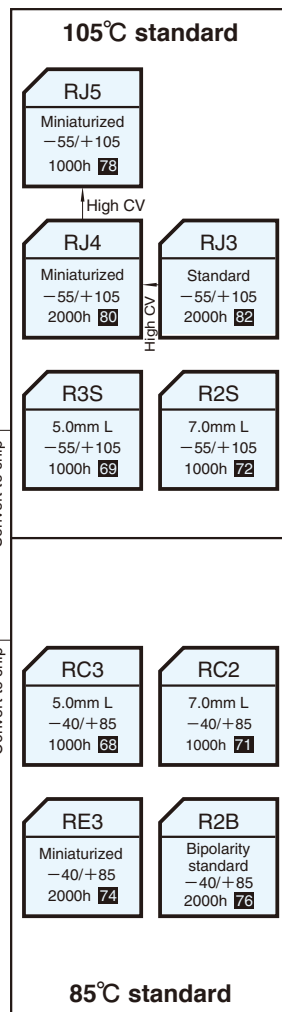 105℃ standard
RJ5
Miniaturized
−55/+105
1000h 78
High CV
RJ4
Miniaturized
−55/+105
2000h 80
High CV
RJ3
Standard
−55/+105
2000h 82
R3S
5.0mm L
−55/+105
1000h 69
R2S
7.0mm L
−55/+105
1000h 72
RC3
5.0mm L
−40/+85
1000h 68
RC2
7.0mm L
−40/+85
1000h 71
RE3
Miniaturized
−40/+85
2000h 74
R2B
Bipolarity
standard
−40/+85
2000h 76
85℃ standard